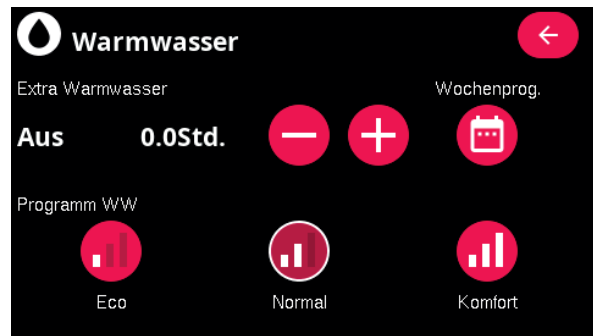 Warmwasser
Extra Warmwasser
Wochenprog.
Aus 0.0Std.
Programm WW
Eco Normal Komfort